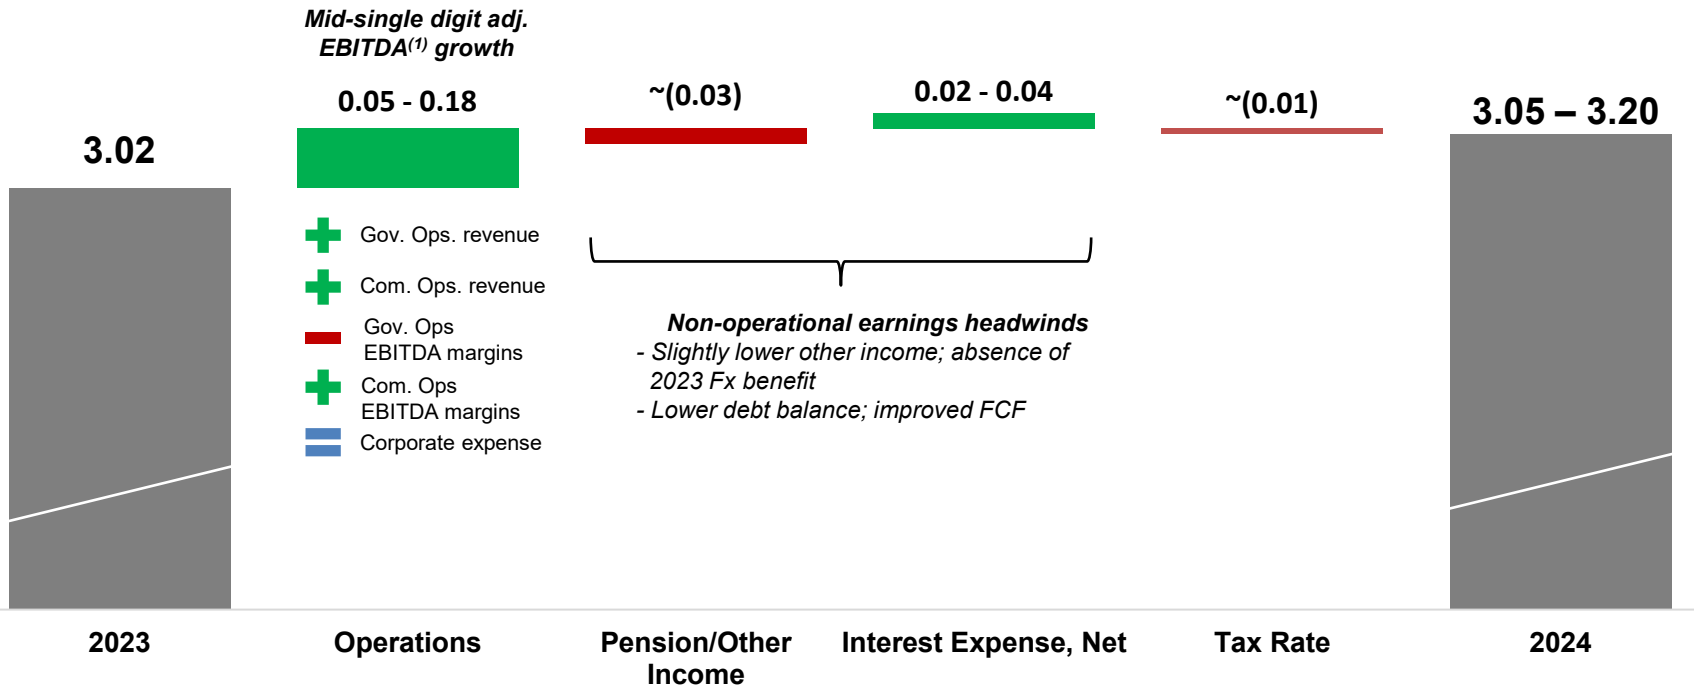 Mid-single digit adj.
EBITDA(1) growth
3.02
0.05 - 0.18
~(0.03)
0.02 - 0.04
~(0.01)
3.05 – 3.20
Gov. Ops. revenue
Com. Ops. revenue
Gov. Ops
EBITDA margins
Com. Ops
EBITDA margins
Corporate expense
Non-operational earnings headwinds
- Slightly lower other income; absence of
2023 Fx benefit
- Lower debt balance; improved FCF
2023
Operations
Pension/Other
Income
Interest Expense, Net
Tax Rate
2024